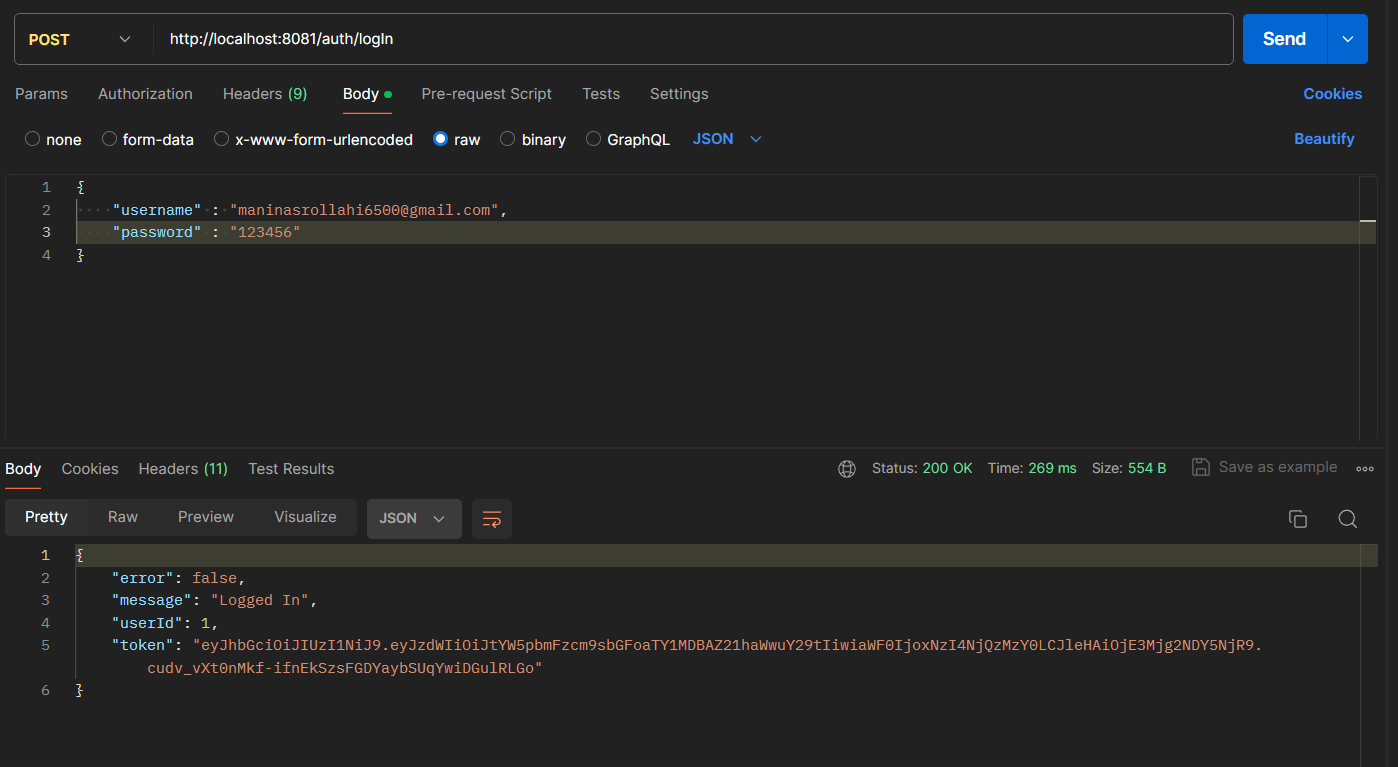 POST http://localhost:8081/auth/logIn Send
Params Authorization Headers (9) Body Pre-request Script Tests Settings Cookies
none form-data x-www-form-urlencoded raw binary GraphQL JSON Beautify
1 {
2 "username" : "maninasrollahi6500@gmail.com",
3 "password" : "123456"
4 }
Body Cookies Headers (11) Test Results Status: 200 OK Time: 269 ms Size: 554 B Save as example
Pretty Raw Preview Visualize JSON
1 {
2 "error": false,
3 "message": "Logged In",
4 "userId": 1,
5 "token": "eyJhbGciOiJIUzI1NiJ9.eyJzdWIiOiJtYW5pbmFzcm9sbGFoaTY1MDBAZ21haWwuY29tIiwiaWF0IjoxNzI4NjQzMzY0LCJleHAiOjE3Mjg2NDY5NjR9.
cudv_vXt0nMkf-ifnEkSzsFGDYaybSUqYwiDGulRLGo"
6 }